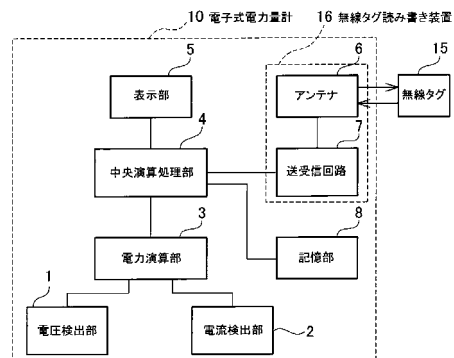 10 電子式電力量計
16 無線タグ読み書き装置
5
表示部
6
アンテナ
15
無線タグ
4
中央演算処理部
7
送受信回路
3
電力演算部
8
記憶部
1
電圧検出部
電流検出部
2